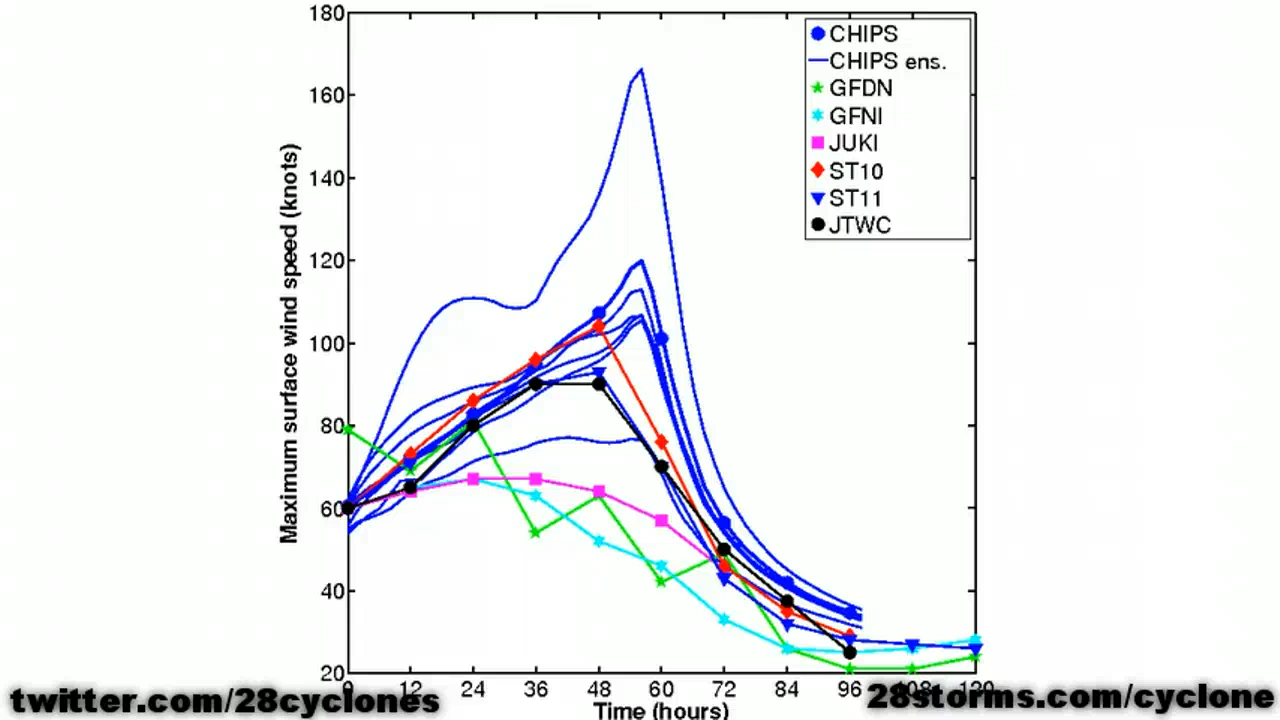 180
160
140
120
100
80
60
40
20
Maximum surface wind speed (knots)
CHIPS
CHIPS ens.
GFDN
GFNI
JUKI
ST10
ST11
JTWC
0 12 24 36 48 60 72 84 96 108 120
Time (hours)
twitter.com/28cyclones
28storms.com/cyclone